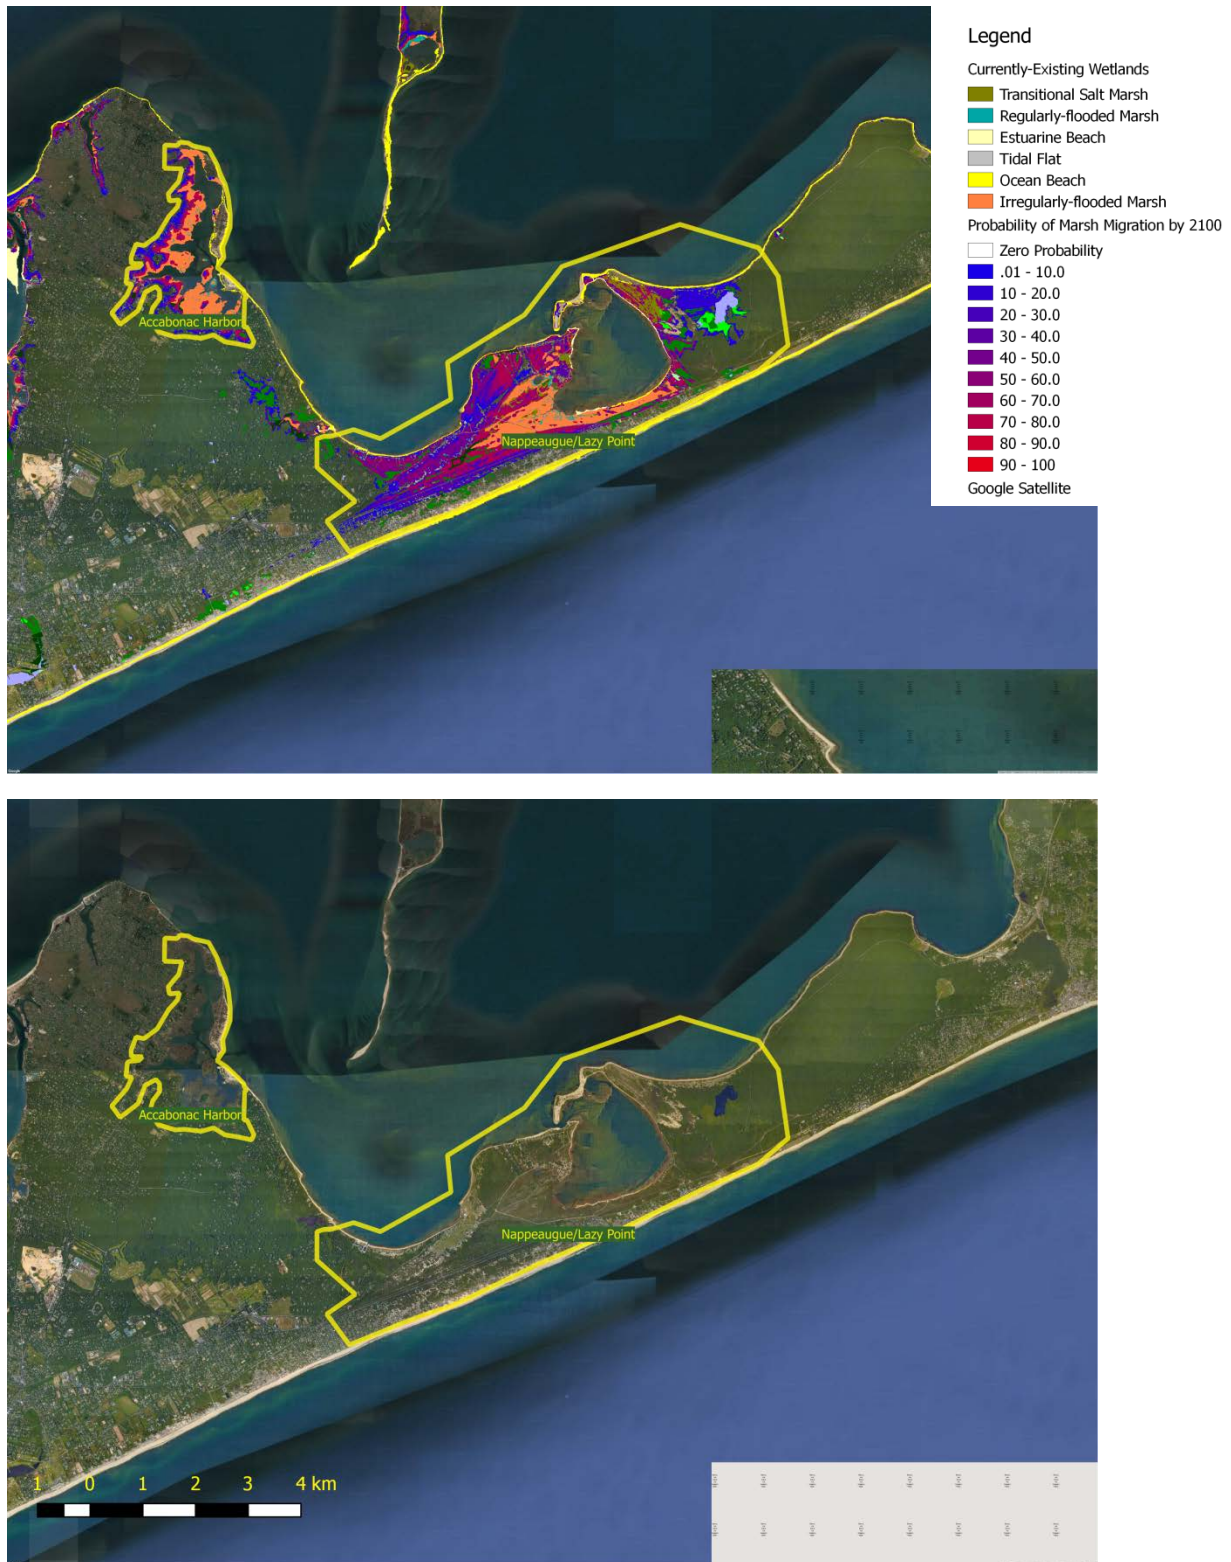 Legend
Currently-Existing Wetlands
Transitional Salt Marsh
Regularly-flooded Marsh
Estuarine Beach
Tidal Flat
Ocean Beach
Irregularly-flooded Marsh
Probability of Marsh Migration by 2100
Zero Probability
.01 - 10.0
10 - 20.0
20 - 30.0
30 - 40.0
40 - 50.0
50 - 60.0
60 - 70.0
70 - 80.0
80 - 90.0
90 - 100
Google Satellite
Accabonac Harbor
Nappeaugue/Lazy Point
Accabonac Harbor
Nappeaugue/Lazy Point
1 0 1 2 3 4 km